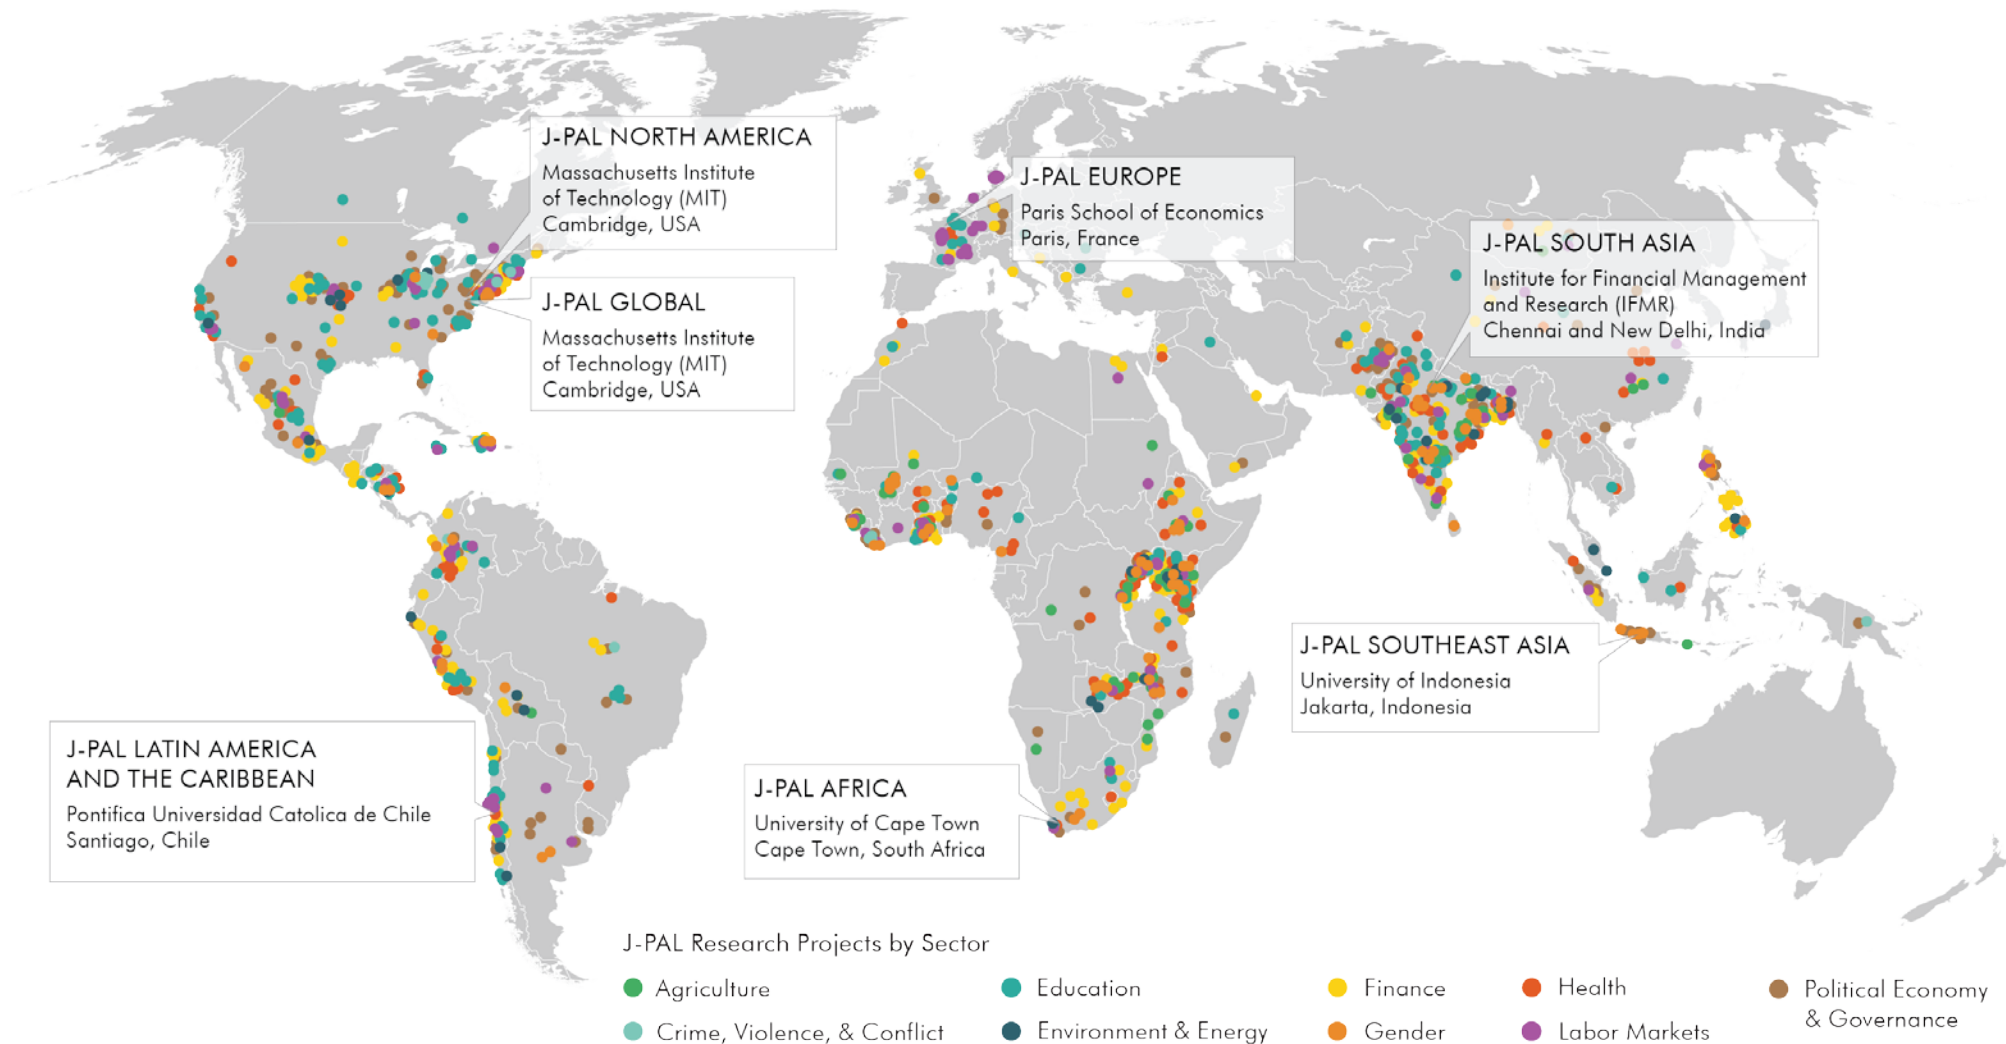 J-PAL NORTH AMERICA
Massachusetts Institute
of Technology (MIT)
Cambridge, USA
J-PAL EUROPE
Paris School of Economics
Paris, France
J-PAL SOUTH ASIA
Institute for Financial Management
and Research (IFMR)
Chennai and New Delhi, India
J-PAL GLOBAL
Massachusetts Institute
of Technology (MIT)
Cambridge, USA
J-PAL SOUTHEAST ASIA
University of Indonesia
Jakarta, Indonesia
J-PAL LATIN AMERICA
AND THE CARIBBEAN
Pontifica Universidad Catolica de Chile
Santiago, Chile
J-PAL AFRICA
University of Cape Town
Cape Town, South Africa
J-PAL Research Projects by Sector
Agriculture
Education
Finance
Health
Political Economy
& Governance
Crime, Violence, & Conflict
Environment & Energy
Gender
Labor Markets